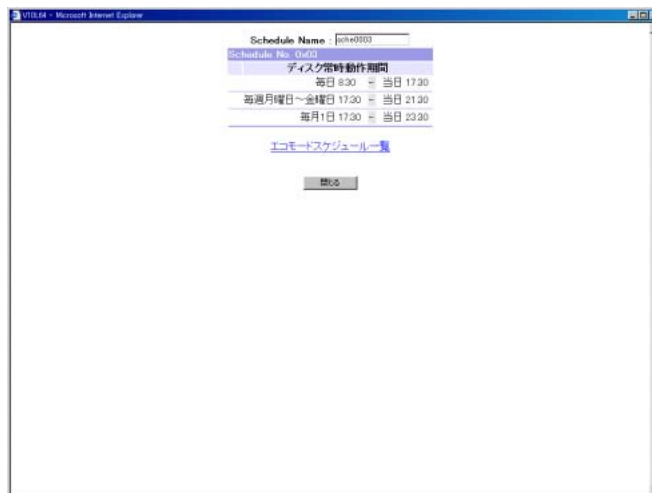 V10L64 - Microsoft Internet Explorer
Schedule Name : sche0003
Schedule No. 0x03
ディスク常時動作期間
毎日 8:30 ~ 当日 17:30
毎週月曜日～金曜日 17:30 ~ 当日 21:30
毎月1日 17:30 ~ 当日 23:30
エコモードスケジュール一覧
閉じる